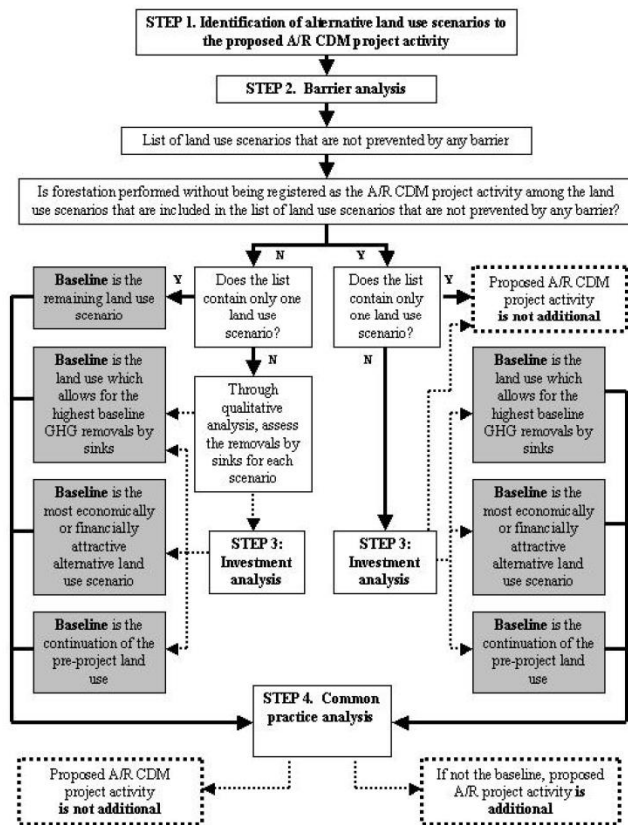 STEP 1. Identification of alternative land use scenarios to
the proposed A/R CDM project activity
STEP 2. Barrier analysis
List of land use scenarios that are not prevented by any barrier
Is forestation performed without being registered as the A/R CDM project activity among the land
use scenarios that are included in the list of land use scenarios that are not prevented by any barrier?
N
Y
Baseline is the
remaining land use
scenario
Y
Does the list
contain only one
land use
scenario?
Does the list
contain only one
land use
scenario?
Y
Proposed A/R CDM
project activity
is not additional
N
N
Baseline is the
land use which
allows for the
highest baseline
GHG removals by
sinks
Through
qualitative
analysis, assess
the removals by
sinks for each
scenario
Baseline is the
land use which
allows for the
highest baseline
GHG removals by
sinks
Baseline is the
most economically
or financially
attractive
alternative land
use scenario
STEP 3:
Investment
analysis
STEP 3:
Investment
analysis
Baseline is the
most economically
or financially
attractive
alternative land
use scenario
Baseline is the
continuation of the
pre-project land
use
Baseline is the
continuation of the
pre-project land
use
STEP 4. Common
practice analysis
Proposed A/R CDM
project activity
is not additional
If not the baseline, proposed
A/R project activity is
additional